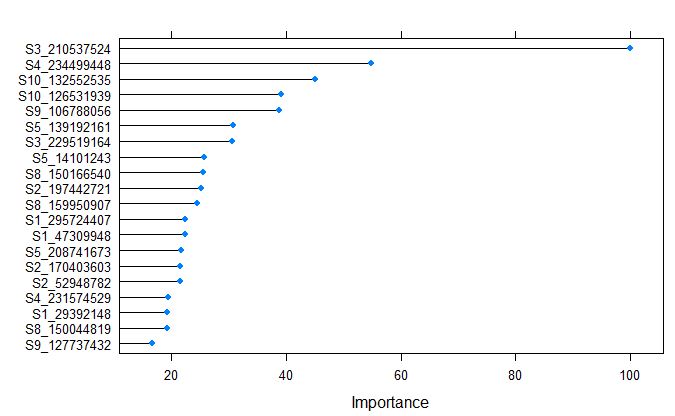 S3_210537524
S4_234499448
S10_132552535
S10_126531939
S9_106788056
S5_139192161
S3_229519164
S5_14101243
S8_150166540
S2_197442721
S8_159950907
S1_295724407
S1_47309948
S5_208741673
S2_170403603
S2_52948782
S4_231574529
S1_29392148
S8_150044819
S9_127737432
20 40 60 80 100
Importance